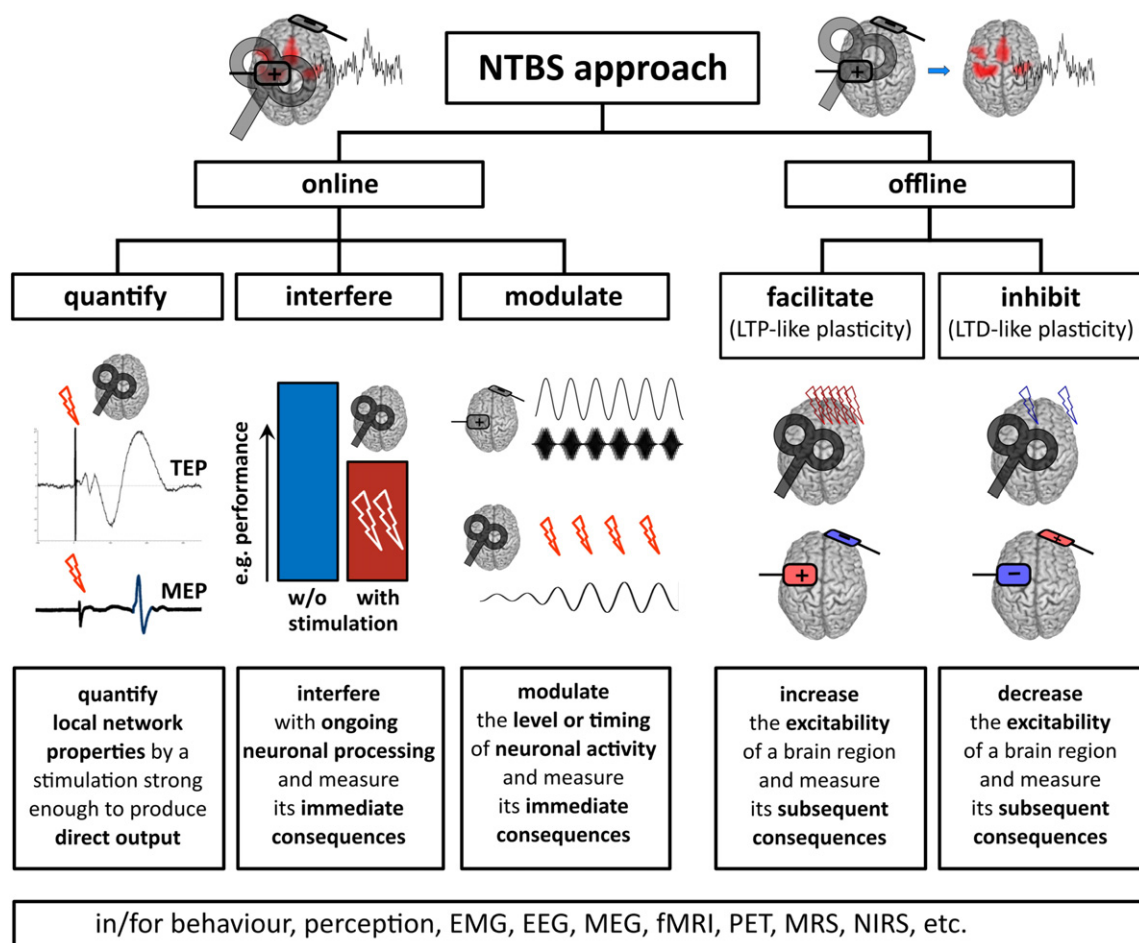 NTBS approach
online
offline
quantify
interfere
modulate
facilitate
(LTP-like plasticity)
inhibit
(LTD-like plasticity)
TEP
MEP
e.g. performance
w/o
with
stimulation
quantify
local network
properties by a
stimulation strong
enough to produce
direct output
interfere
with ongoing
neuronal processing
and measure
its immediate
consequences
modulate
the level or timing
of neuronal activity
and measure
its immediate
consequences
increase
the excitability
of a brain region
and measure
its subsequent
consequences
decrease
the excitability
of a brain region
and measure
its subsequent
consequences
in/for behaviour, perception, EMG, EEG, MEG, fMRI, PET, MRS, NIRS, etc.